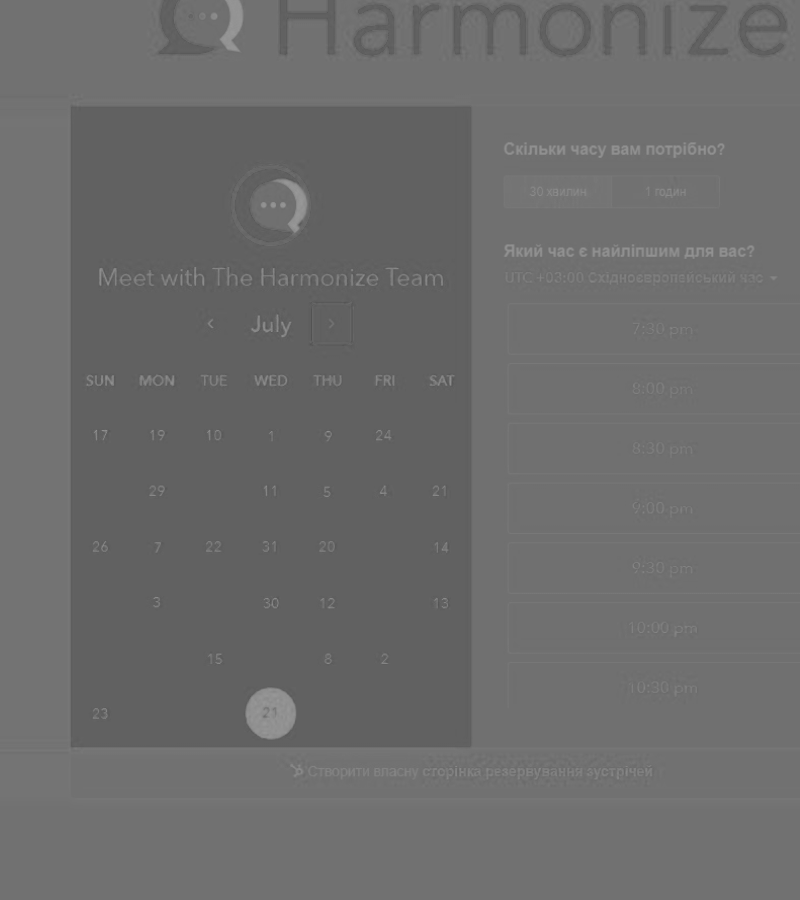 Harmonize
Meet with The Harmonize Team
July
SUN MON TUE WED THU FRI SAT
17 19 10 1 9 24
29 11 5 4 21
26 7 22 31 20 14
3 30 12 13
15 8 2
23 21
Скільки часу вам потрібно?
30 хвилин 1 годин
Який час є найліпшим для вас?
UTC +03:00 Східноєвропейський час
7:30 pm
8:00 pm
8:30 pm
9:00 pm
9:30 pm
10:00 pm
10:30 pm
Створити власну сторінка резервування зустрічей